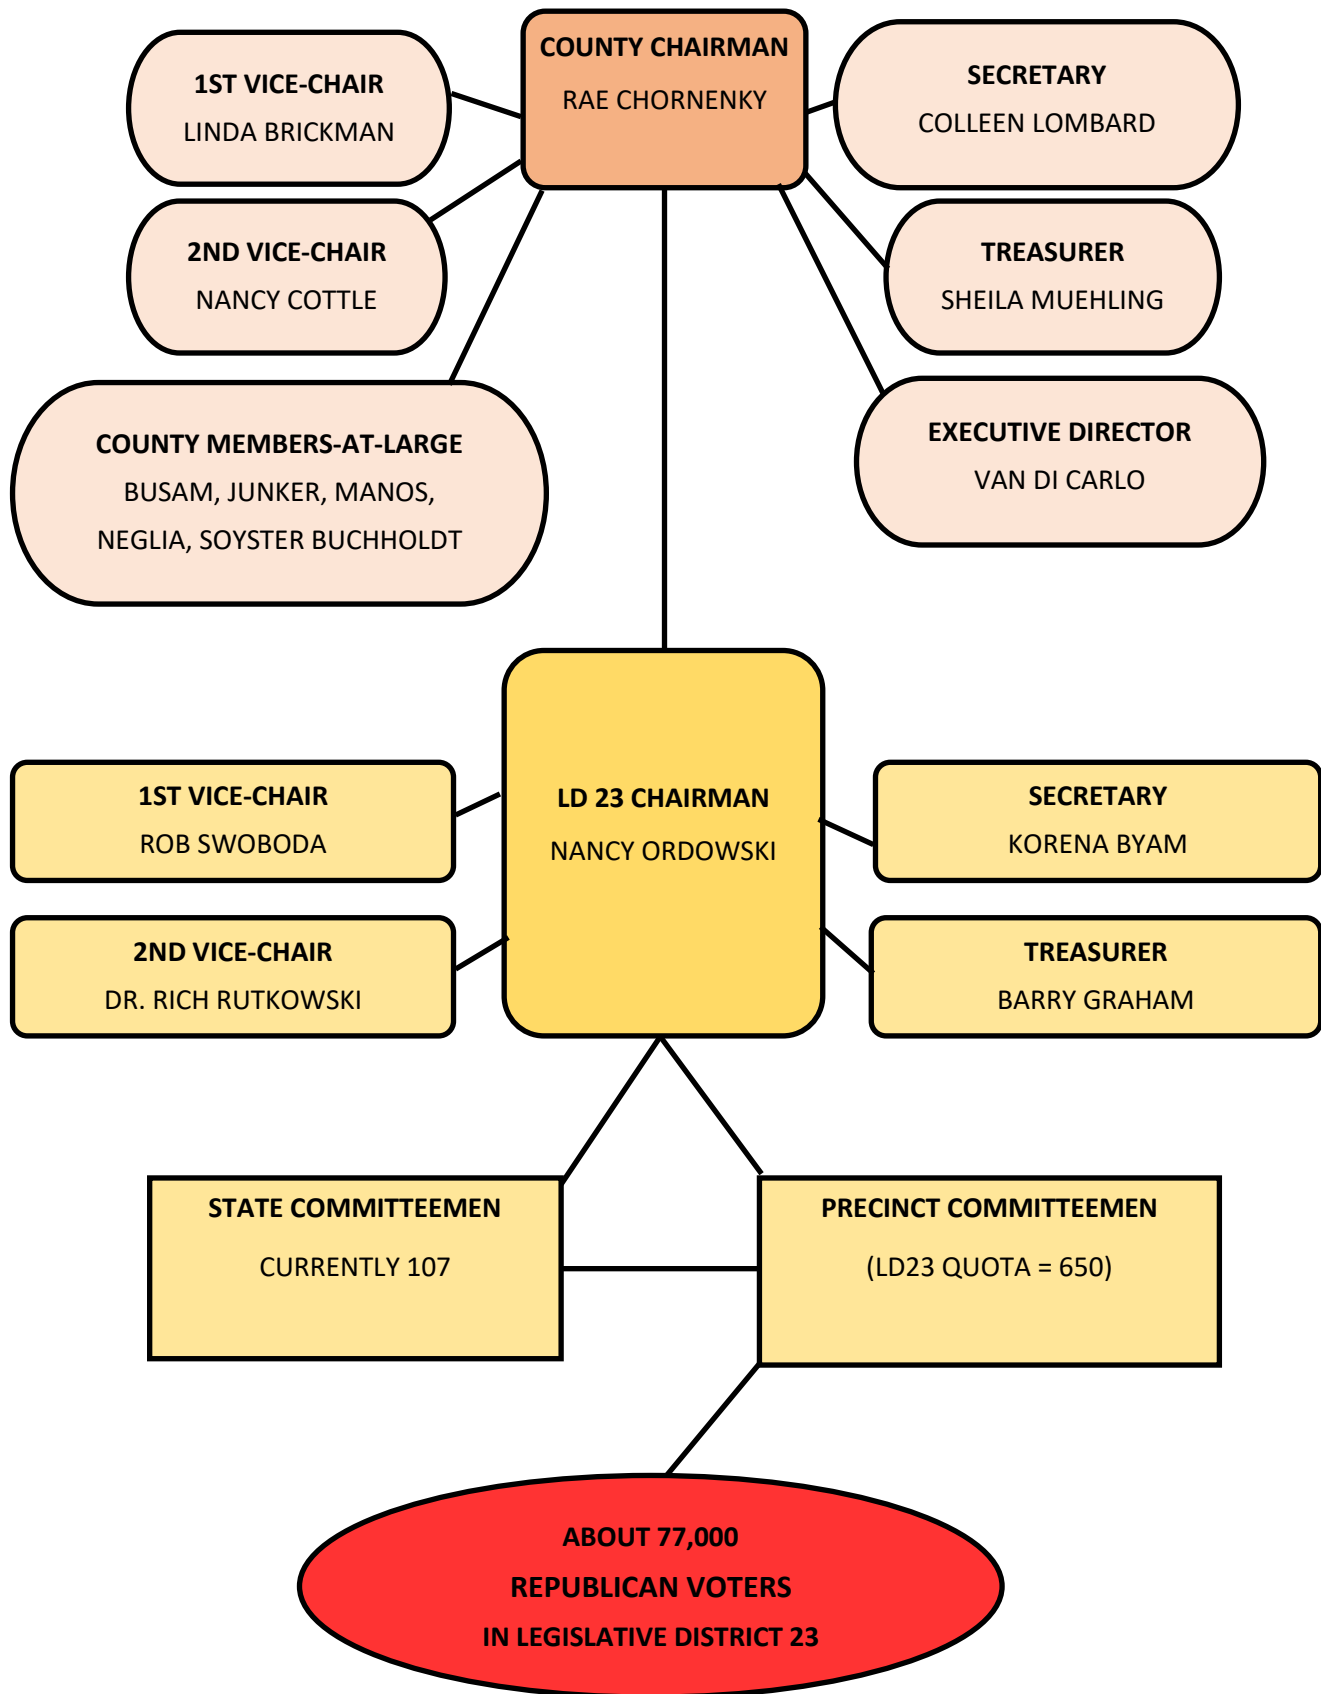 COUNTY CHAIRMAN
RAE CHORNENKY
1ST VICE-CHAIR
LINDA BRICKMAN
SECRETARY
COLLEEN LOMBARD
2ND VICE-CHAIR
NANCY COTTLE
TREASURER
SHEILA MUEHLING
COUNTY MEMBERS-AT-LARGE
BUSAM, JUNKER, MANOS,
NEGLIA, SOYSTER BUCHHOLDT
EXECUTIVE DIRECTOR
VAN DI CARLO
LD 23 CHAIRMAN
NANCY ORDOWSKI
1ST VICE-CHAIR
ROB SWOBODA
SECRETARY
KORENA BYAM
2ND VICE-CHAIR
DR. RICH RUTKOWSKI
TREASURER
BARRY GRAHAM
STATE COMMITTEEMEN
CURRENTLY 107
PRECINCT COMMITTEEMEN
(LD23 QUOTA = 650)
ABOUT 77,000
REPUBLICAN VOTERS
IN LEGISLATIVE DISTRICT 23